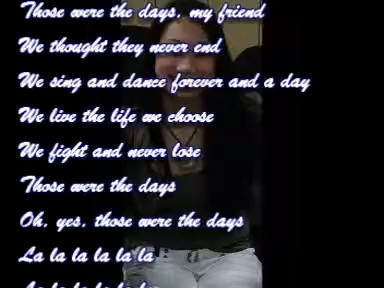 Those were the days, my friend
We thought they never end
We sing and dance forever and a day
We live the life we choose
We fight and never lose
Those were the days
Oh, yes, those were the days
La la la la la la